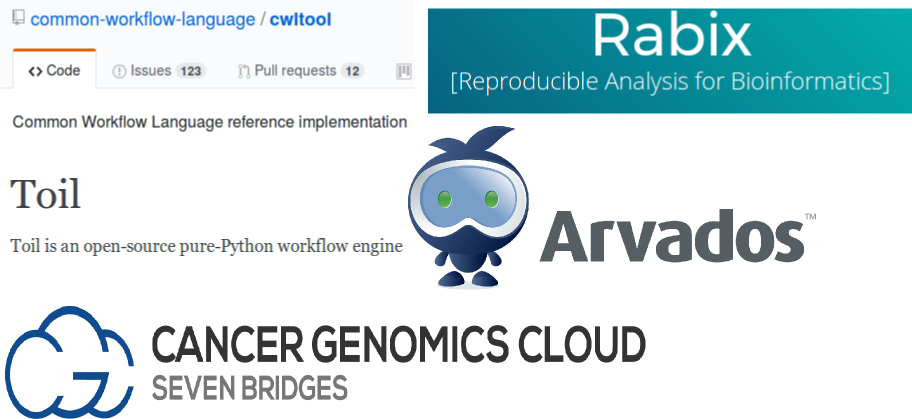 common-workflow-language / cwltool
Code Issues 123 Pull requests 12
Common Workflow Language reference implementation
Rabix
[Reproducible Analysis for Bioinformatics]
Toil
Toil is an open-source pure-Python workflow engine
Arvados™
CG
CANCER GENOMICS CLOUD
SEVEN BRIDGES